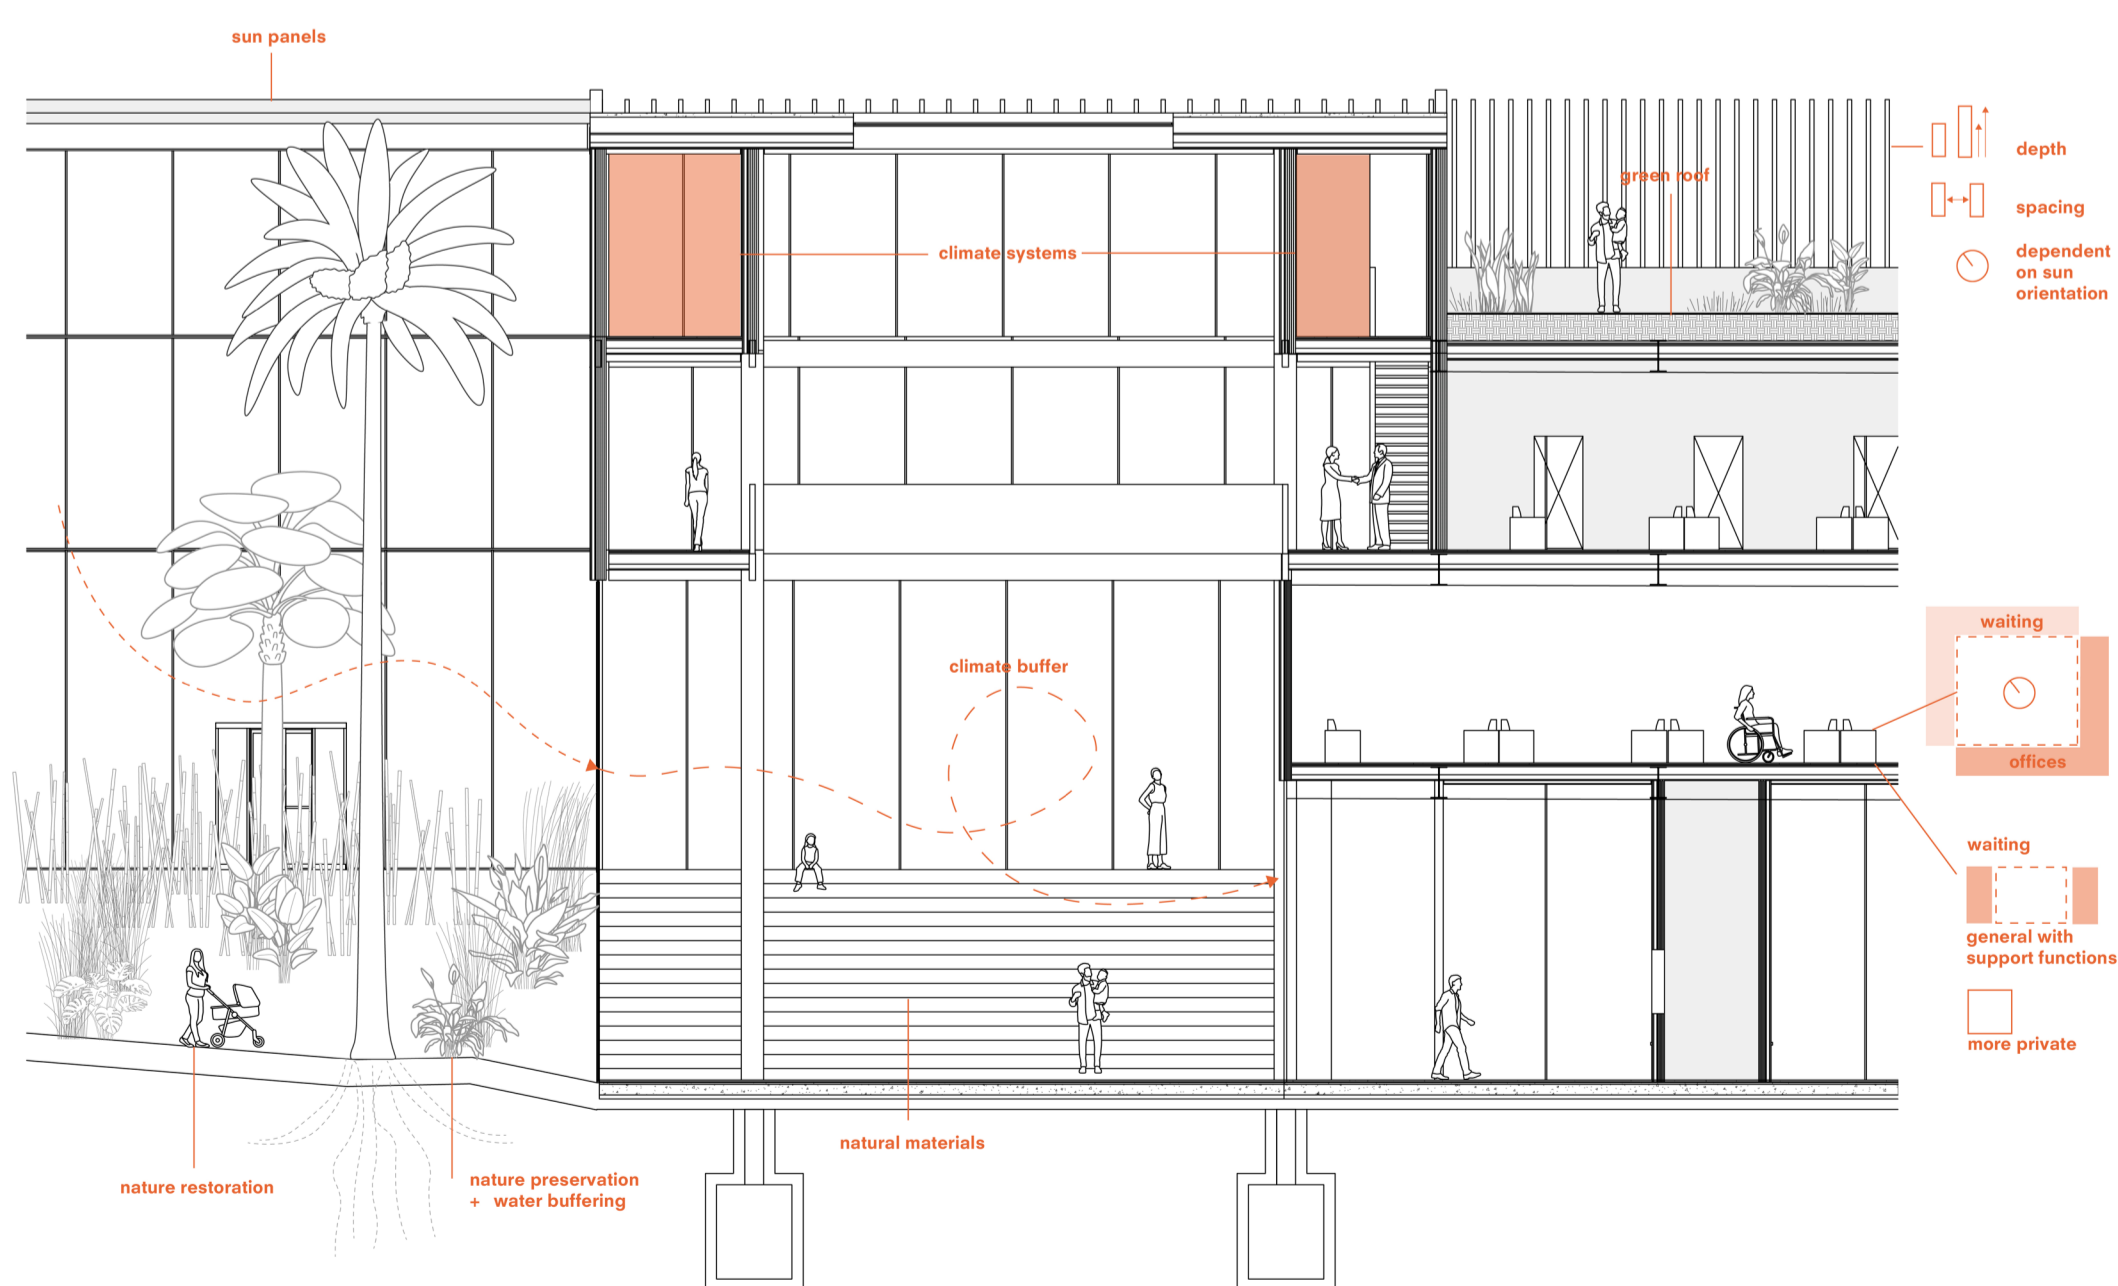 sun panels
depth
green roof
spacing
climate systems
dependent
on sun
orientation
waiting
climate buffer
offices
waiting
general with
support functions
more private
natural materials
nature restoration
nature preservation
+ water buffering